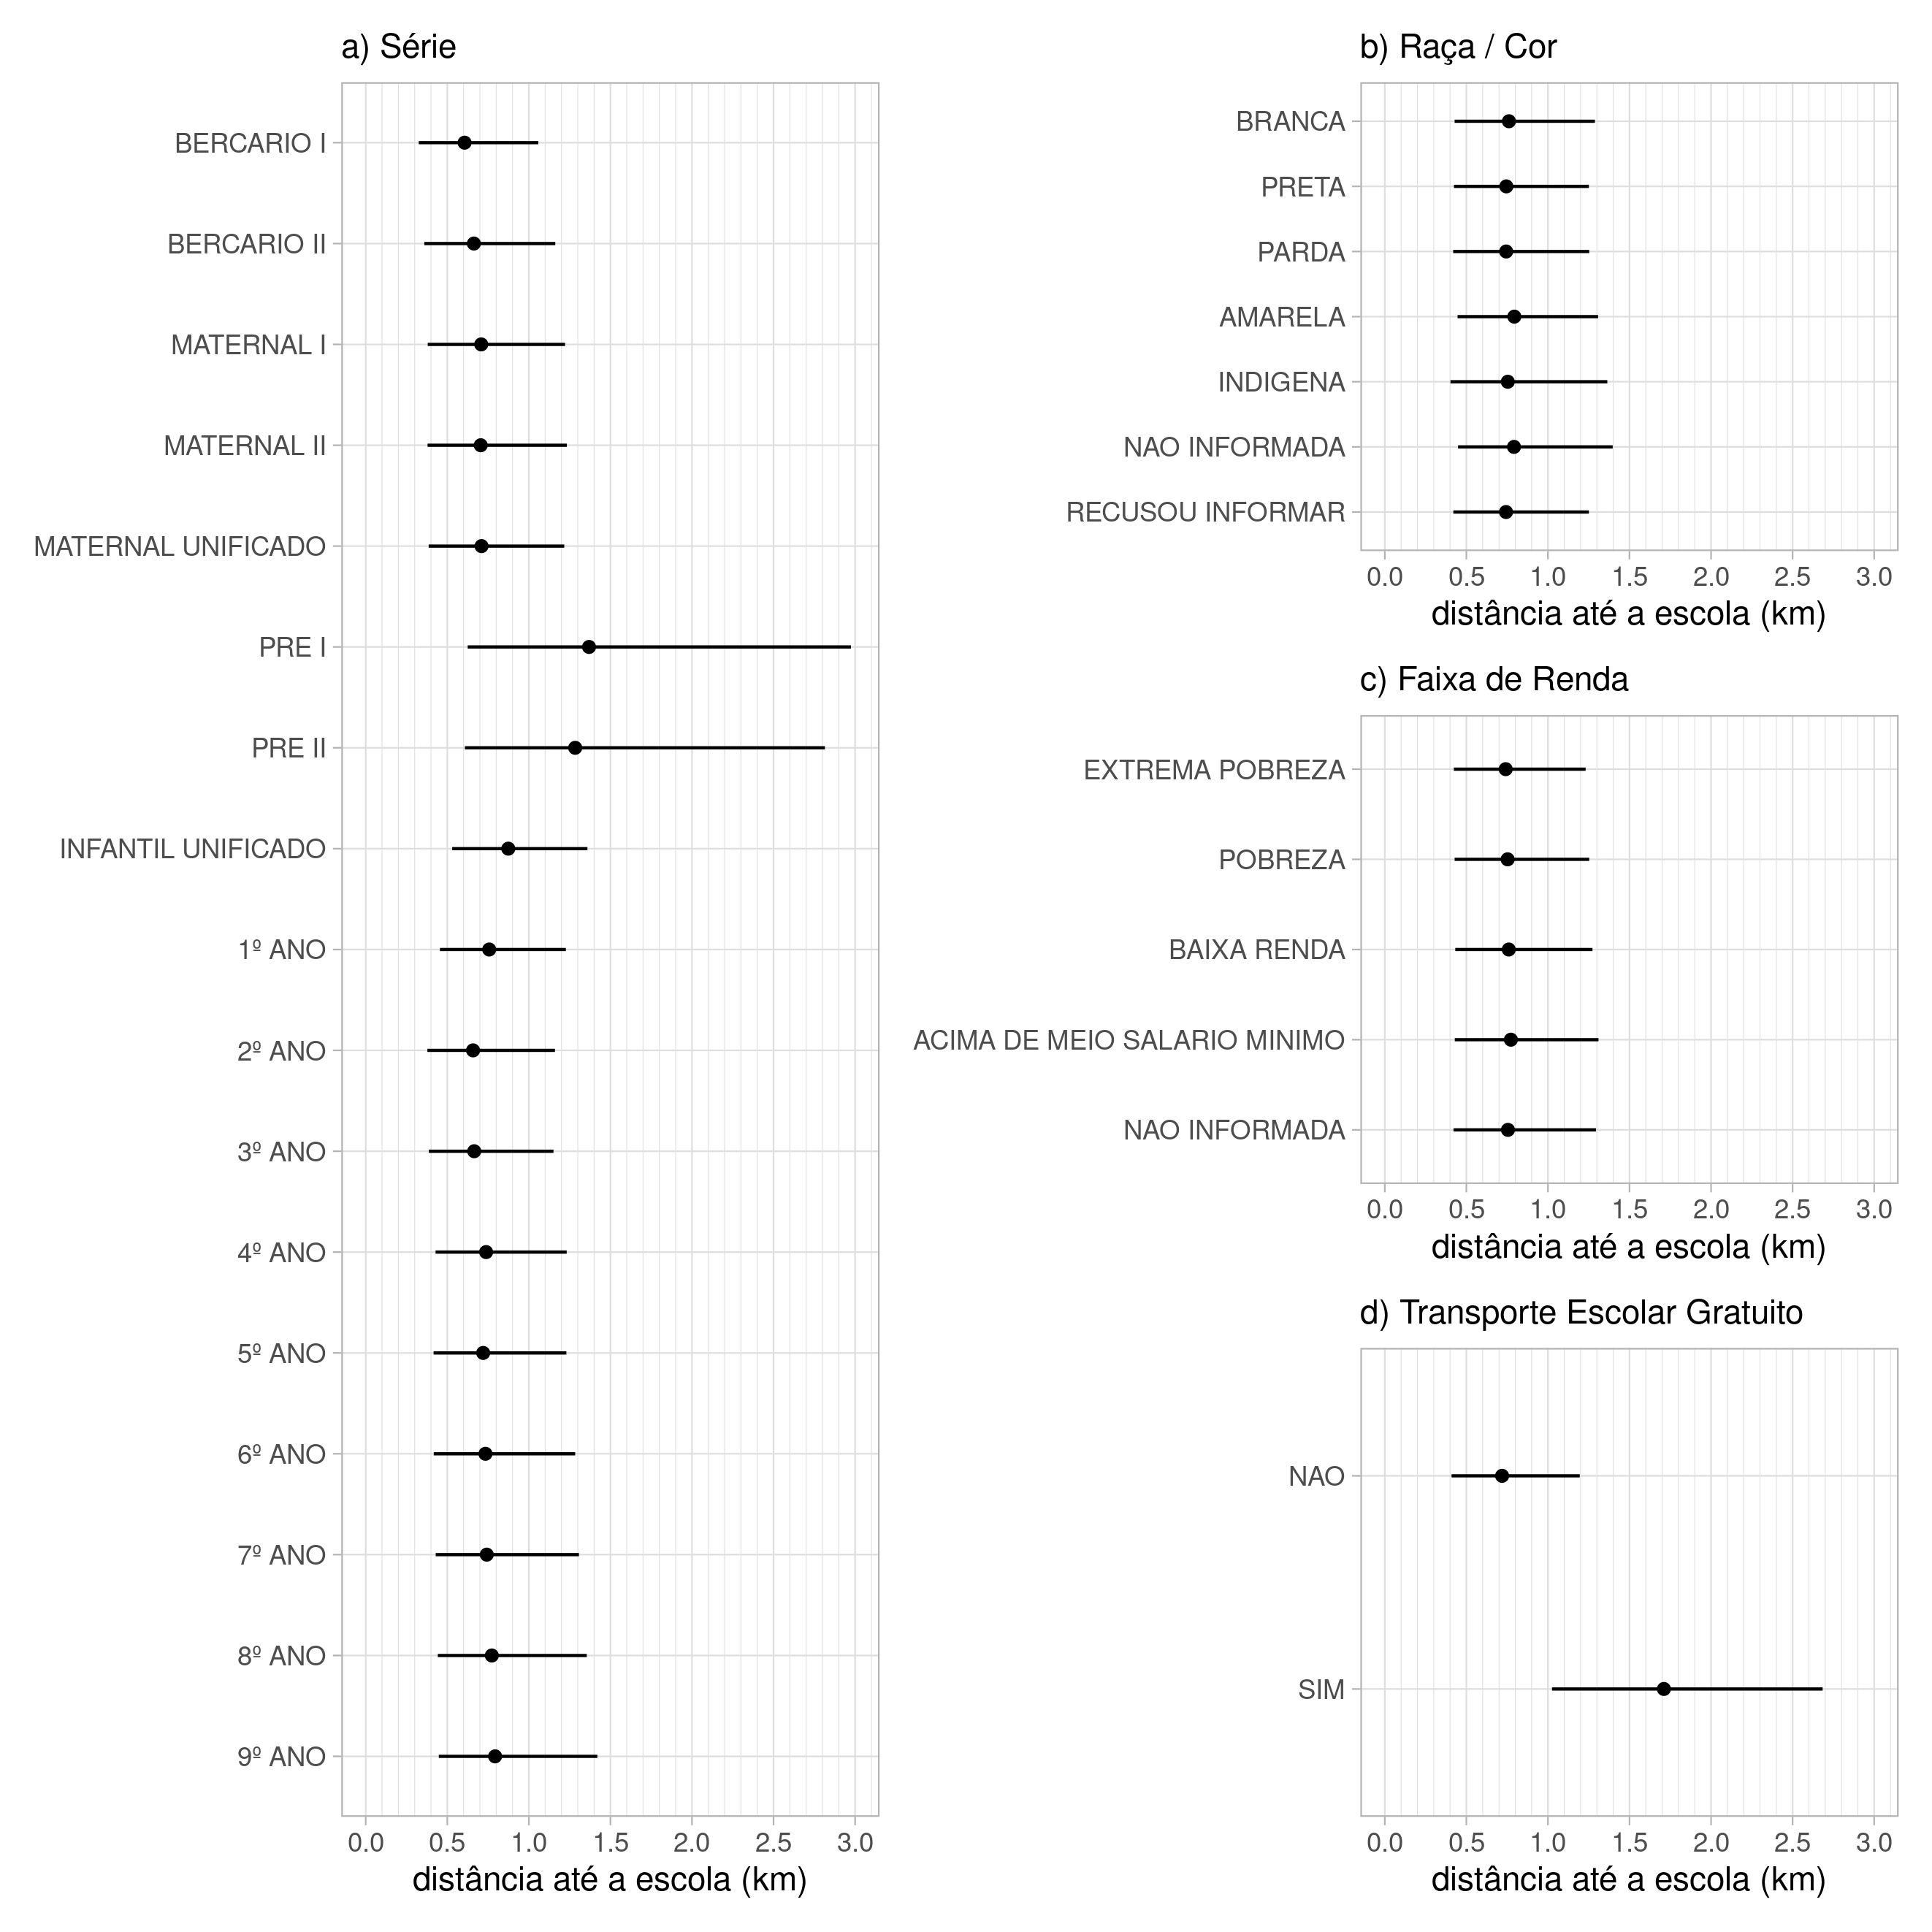 a) Série
BERCARIO I
BERCARIO II
MATERNAL I
MATERNAL II
MATERNAL UNIFICADO
PRE I
PRE II
INFANTIL UNIFICADO
1º ANO
2º ANO
3º ANO
4º ANO
5º ANO
6º ANO
7º ANO
8º ANO
9º ANO
0.0 0.5 1.0 1.5 2.0 2.5 3.0
distância até a escola (km)
b) Raça / Cor
BRANCA
PRETA
PARDA
AMARELA
INDIGENA
NAO INFORMADA
RECUSOU INFORMAR
0.0 0.5 1.0 1.5 2.0 2.5 3.0
distância até a escola (km)
c) Faixa de Renda
EXTREMA POBREZA
POBREZA
BAIXA RENDA
ACIMA DE MEIO SALARIO MINIMO
NAO INFORMADA
0.0 0.5 1.0 1.5 2.0 2.5 3.0
distância até a escola (km)
d) Transporte Escolar Gratuito
NAO
SIM
0.0 0.5 1.0 1.5 2.0 2.5 3.0
distância até a escola (km)